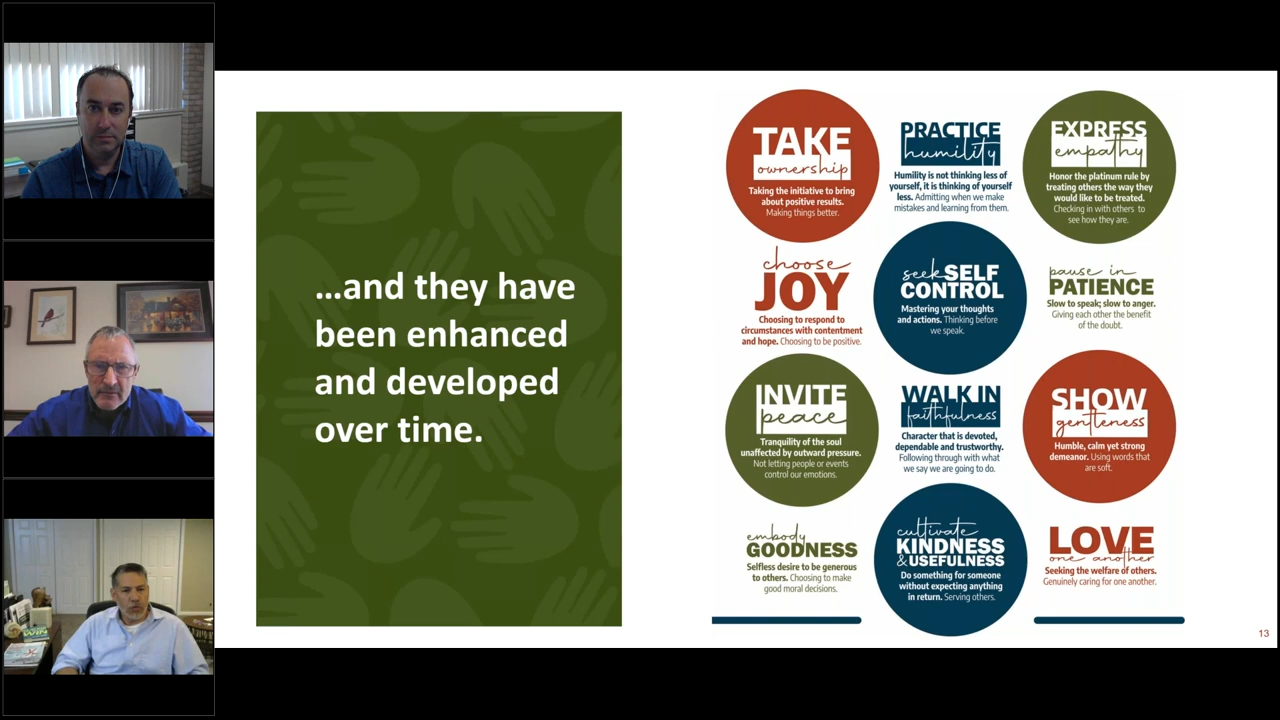 …and they have
been enhanced
and developed
over time.
TAKE
ownership
Taking the initiative to bring
about positive results.
Making things better.
PRACTICE
humility
Humility is not thinking less of
yourself, it is thinking of yourself
less. Admitting when we make
mistakes and learning from them.
EXPRESS
empathy
Honor the platinum rule by
treating others the way they
would like to be treated.
Checking in with others to
see how they are.
choose
JOY
Choosing to respond to
circumstances with contentment
and hope. Choosing to be positive.
seek SELF
CONTROL
Mastering your thoughts
and actions. Thinking before
we speak.
pause in
PATIENCE
Slow to speak; slow to anger.
Giving each other the benefit
of the doubt.
INVITE
peace
Tranquility of the soul
unaffected by outward pressure.
Not letting people or events
control our emotions.
WALK IN
faithfulness
Character that is devoted,
dependable and trustworthy.
Following through with what
we say we are going to do.
SHOW
gentleness
Humble, calm yet strong
demeanor. Using words that
are soft.
embody
GOODNESS
Selfless desire to be generous
to others. Choosing to make
good moral decisions.
cultivate
KINDNESS
& USEFULNESS
Do something for someone
without expecting anything
in return. Serving others.
LOVE
one another
Seeking the welfare of others.
Genuinely caring for one another.
13
WIN